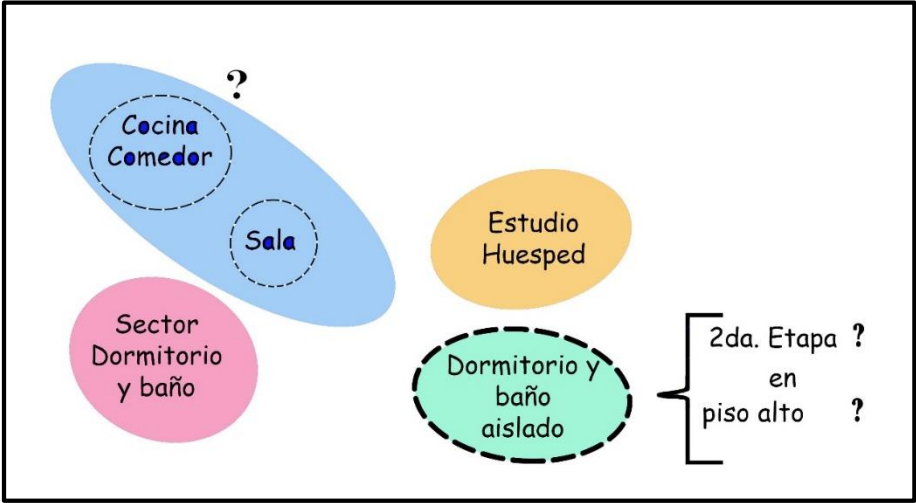 ?
Cocina
Comedor
Sala
Estudio
Huesped
Sector
Dormitorio
y baño
Dormitorio y
baño
aislado
2da. Etapa ?
en
piso alto ?